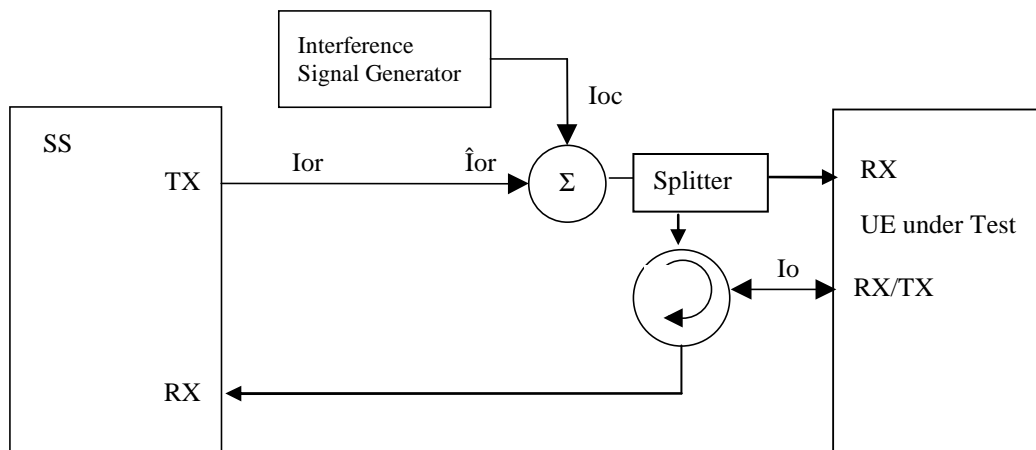 Interference
Signal Generator
Ioc
SS
TX
Ior
Îor
Σ
Splitter
RX
UE under Test
Io
RX/TX
RX